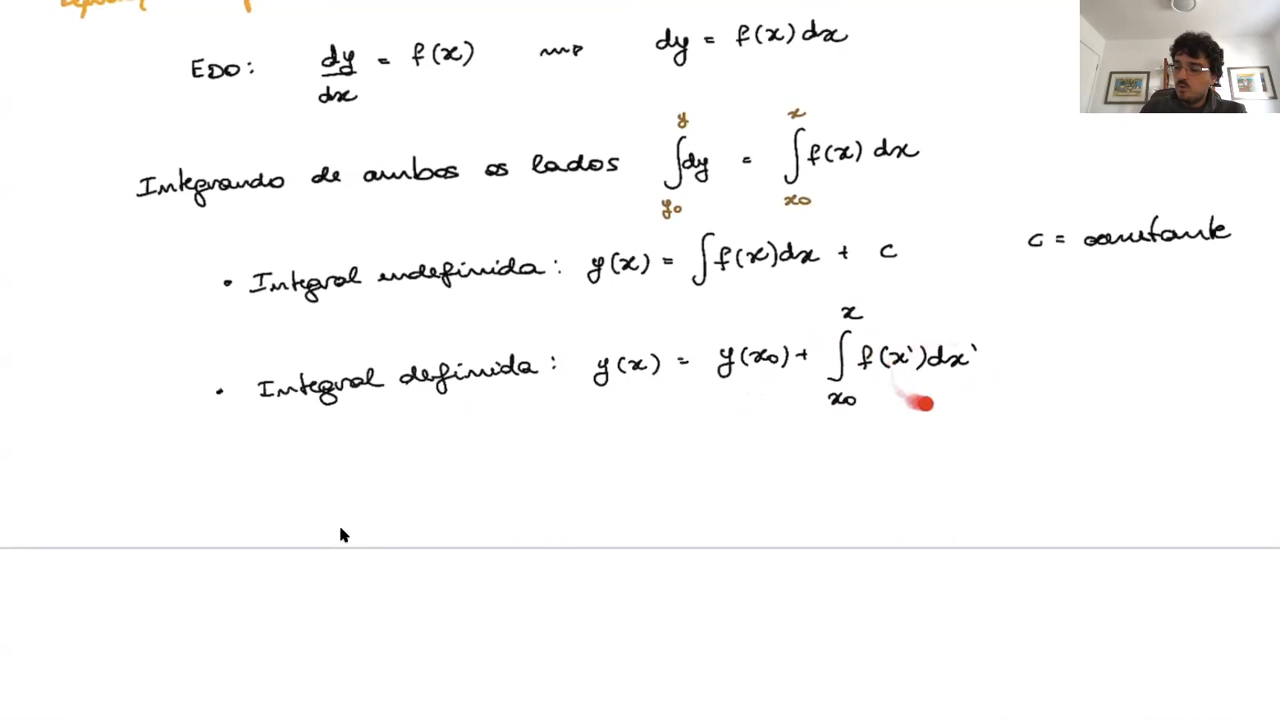 EDO: dy/dx = f(x) ⇝ dy = f(x) dx
Integrando de ambos os lados ∫_{y0}^{y} dy = ∫_{x0}^{x} f(x) dx
• Integral indefinida: y(x) = ∫ f(x) dx + c c = constante
• Integral definida: y(x) = y(x0) + ∫_{x0}^{x} f(x`) dx`